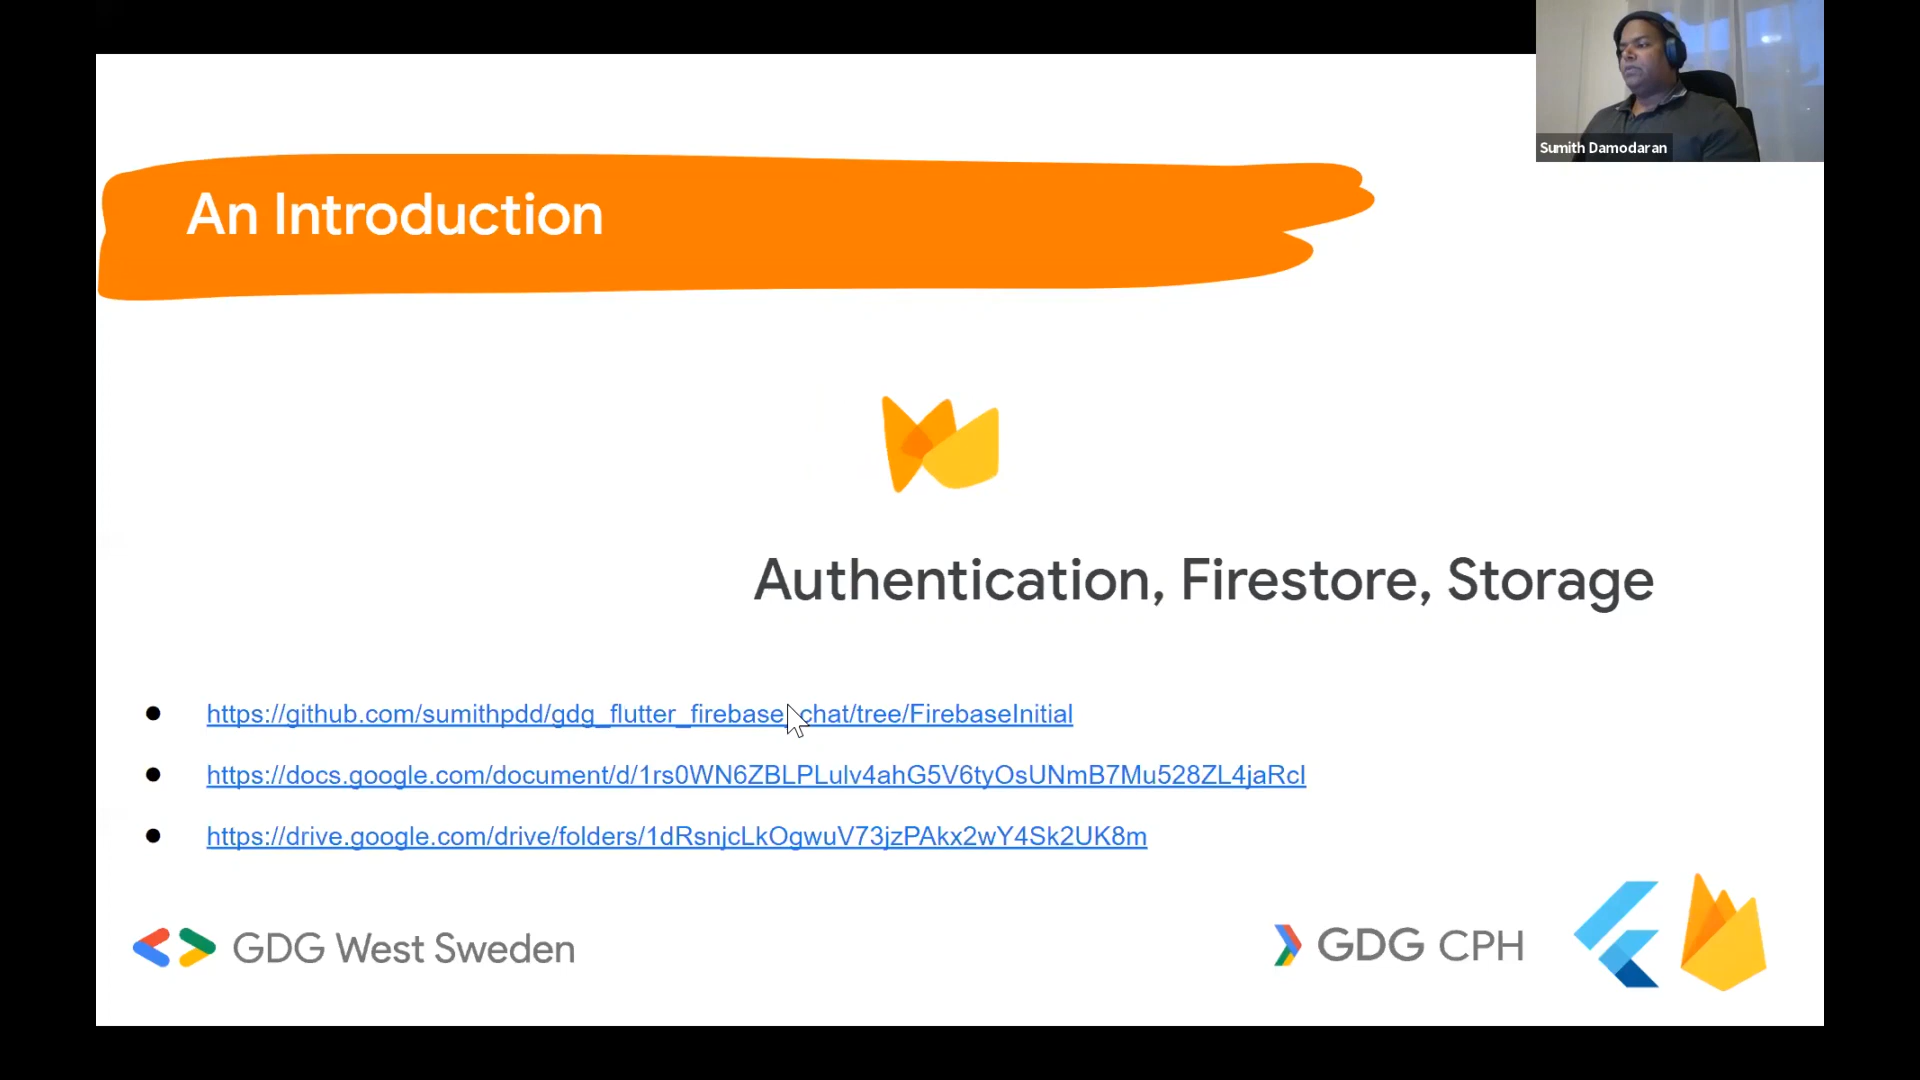 Sumith Damodaran
An Introduction
Authentication, Firestore, Storage
● https://github.com/sumithpdd/gdg_flutter_firebase_chat/tree/FirebaseInitial
● https://docs.google.com/document/d/1rs0WN6ZBLPLulv4ahG5V6tyOsUNmB7Mu528ZL4jaRcI
● https://drive.google.com/drive/folders/1dRsnjcLkOgwuV73jzPAkx2wY4Sk2UK8m
GDG West Sweden
GDG CPH